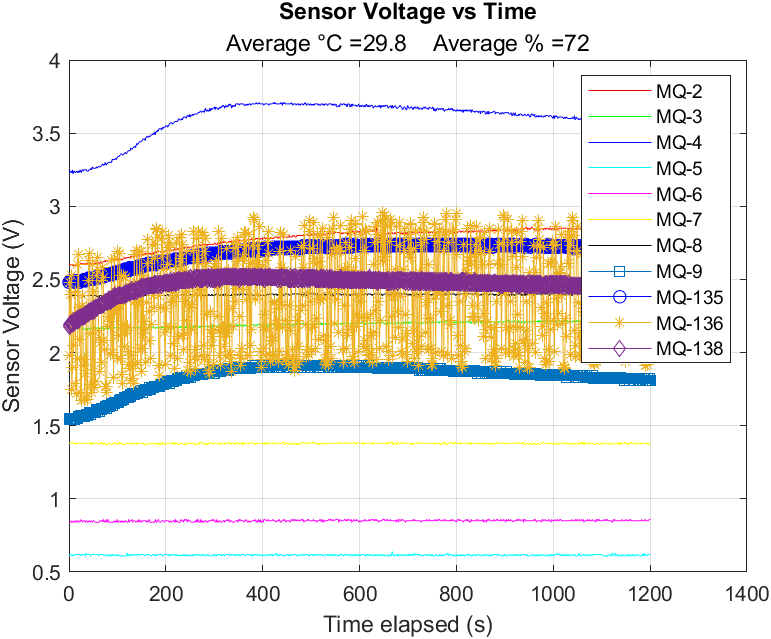 Sensor Voltage vs Time
Average °C =29.8 Average % =72
4
3.5
3
2.5
2
1.5
1
0.5
Sensor Voltage (V)
0 200 400 600 800 1000 1200 1400
Time elapsed (s)
MQ-2
MQ-3
MQ-4
MQ-5
MQ-6
MQ-7
MQ-8
MQ-9
MQ-135
MQ-136
MQ-138